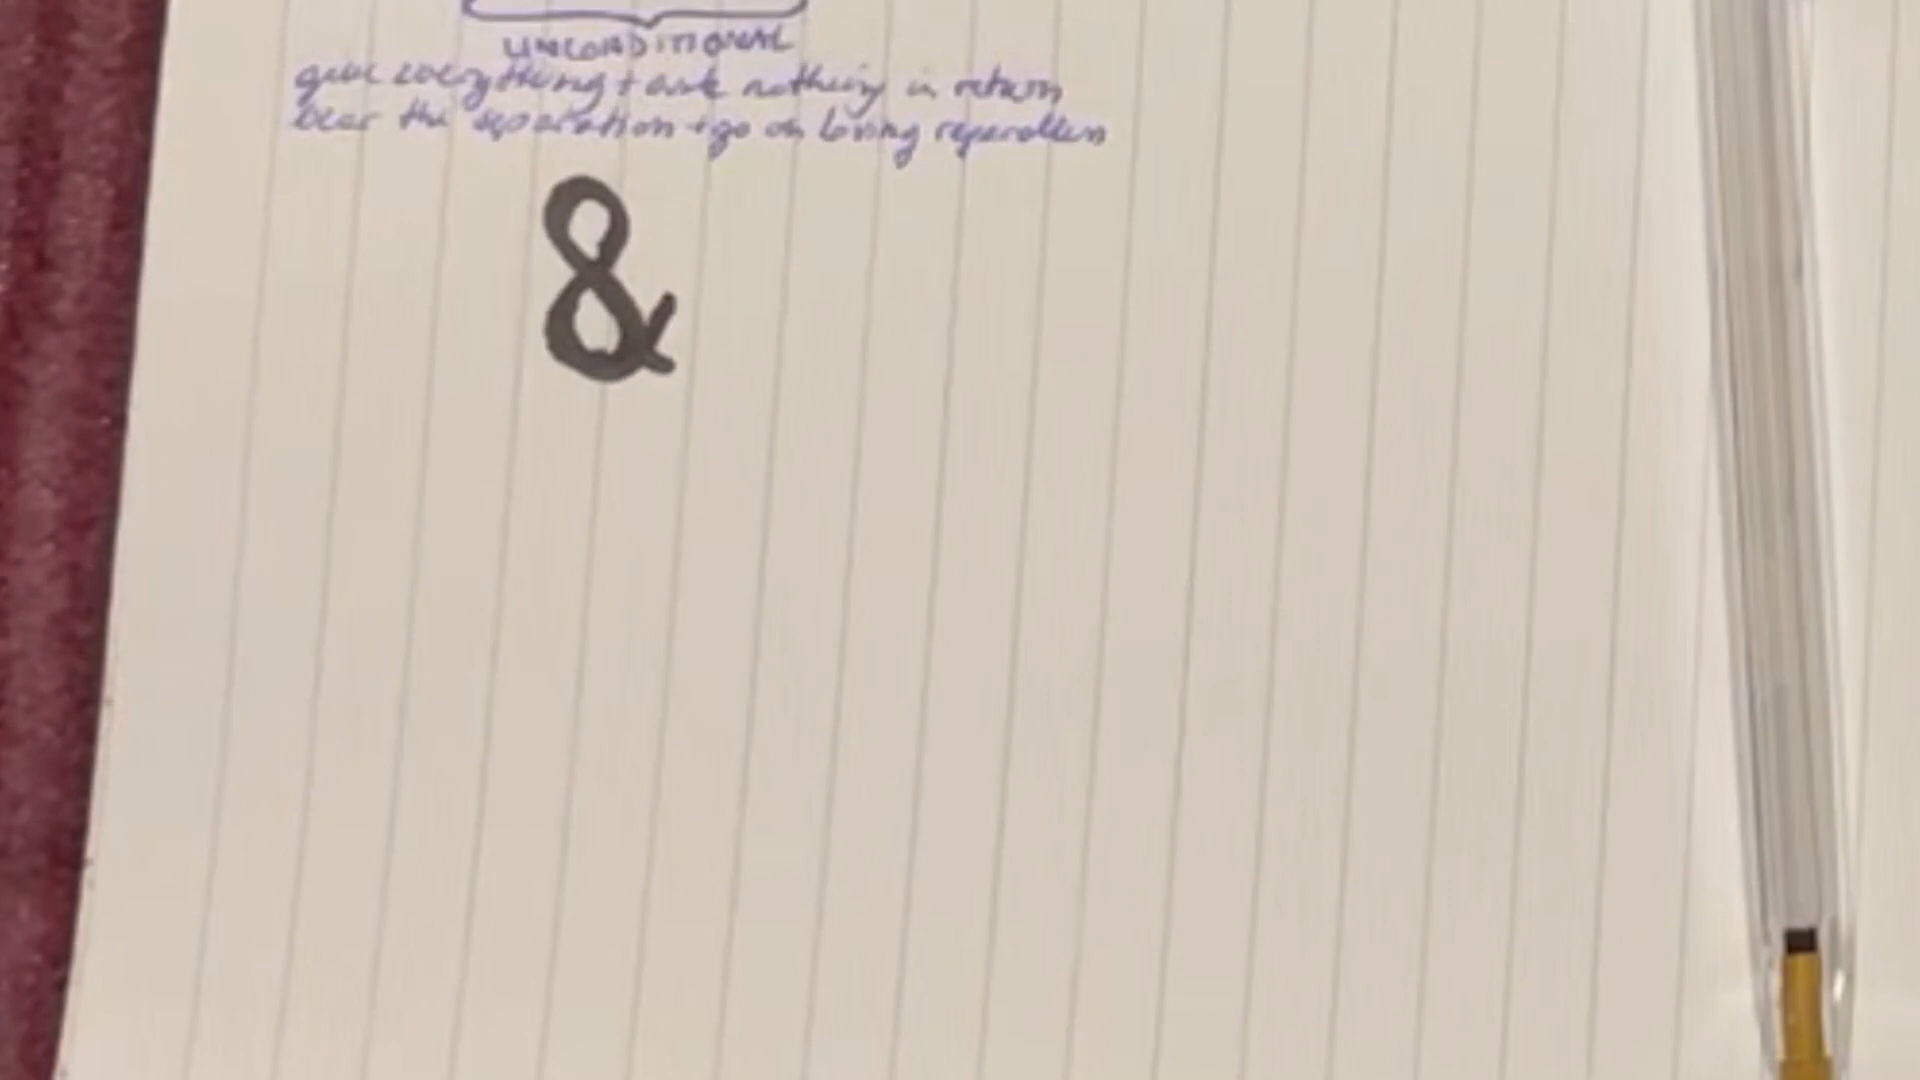 UNCONDITIONAL
give everything + ask nothing in return
bear the separation + go on loving regardless
&